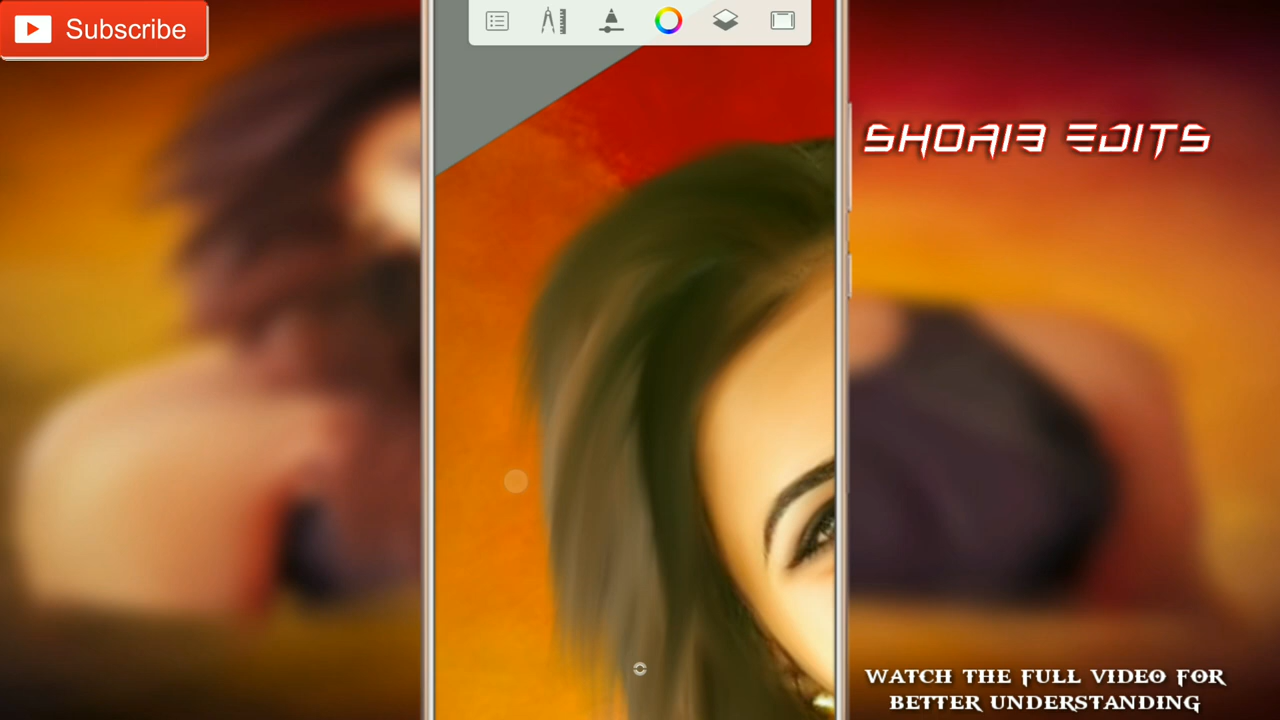 Subscribe
SHOAIB EDITS
WATCH THE FULL VIDEO FOR
BETTER UNDERSTANDING